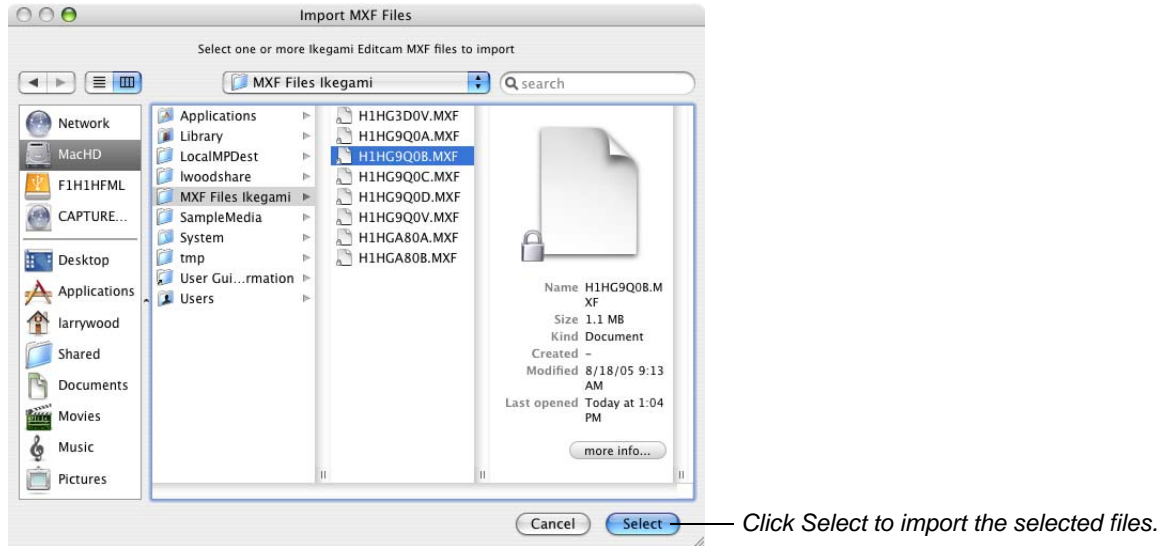 Import MXF Files
Select one or more Ikegami Editcam MXF files to import
MXF Files Ikegami
search
Network
MacHD
F1H1HFML
CAPTURE...
Desktop
Applications
larrywood
Shared
Documents
Movies
Music
Pictures
Applications
Library
LocalMPDest
lwoodshare
MXF Files Ikegami
SampleMedia
System
tmp
User Gui...rmation
Users
H1HG3D0V.MXF
H1HG9Q0A.MXF
H1HG9Q0B.MXF
H1HG9Q0C.MXF
H1HG9Q0D.MXF
H1HG9Q0V.MXF
H1HGA80A.MXF
H1HGA80B.MXF
Name H1HG9Q0B.M
XF
Size 1.1 MB
Kind Document
Created –
Modified 8/18/05 9:13
AM
Last opened Today at 1:04
PM
more info...
Cancel
Select
Click Select to import the selected files.